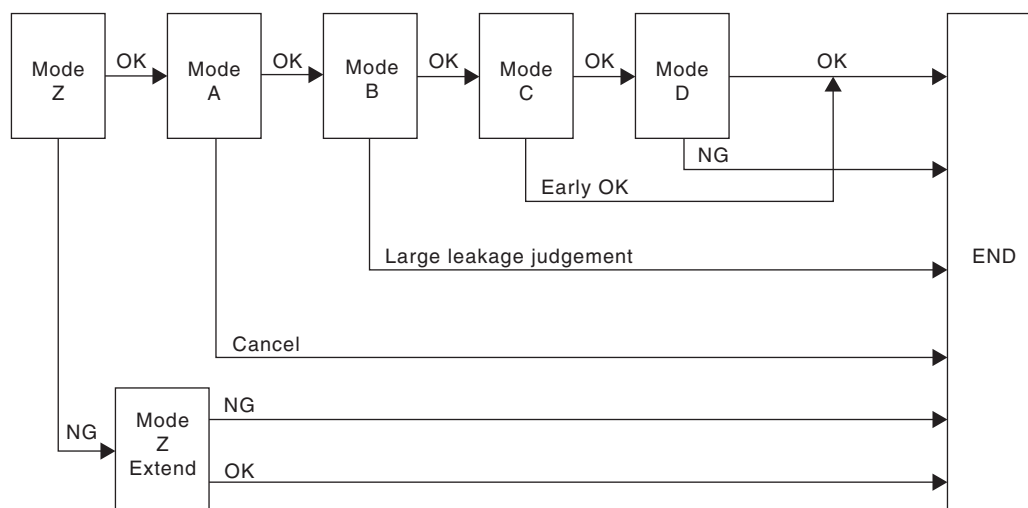 Mode
Z
OK
Mode
A
OK
Mode
B
OK
Mode
C
OK
Mode
D
OK
NG
Early OK
Large leakage judgement
END
Cancel
NG
Mode
Z
Extend
NG
OK